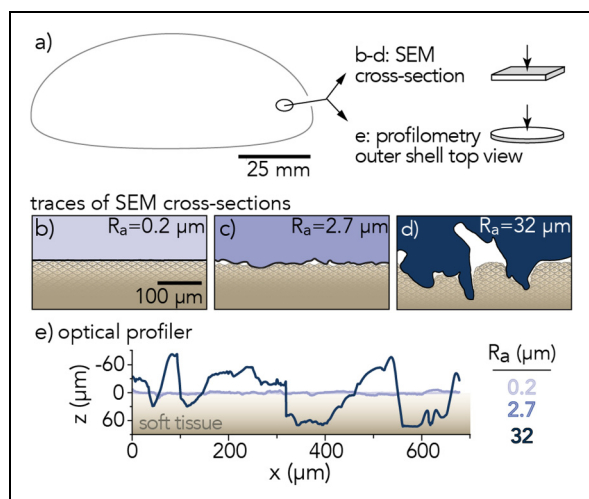 a)
b-d: SEM
cross-section
e: profilometry
outer shell top view
25 mm
traces of SEM cross-sections
b) Rₐ=0.2 µm
c) Rₐ=2.7 µm
d) Rₐ=32 µm
100 µm
e) optical profiler
Rₐ (µm)
0.2
2.7
32
z (µm)
-60
0
60
soft tissue
0 200 400 600
x (µm)